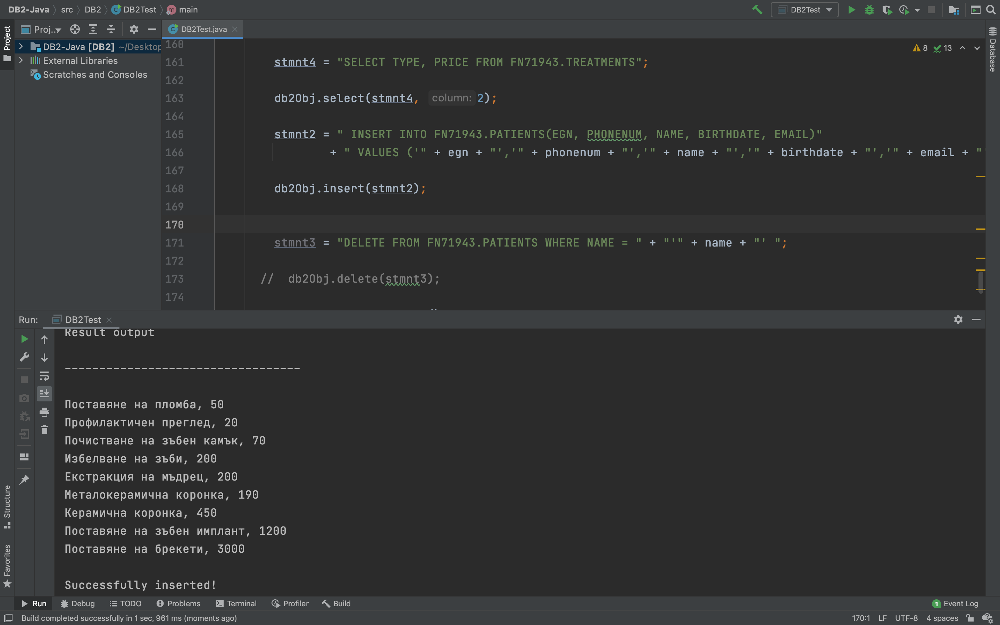 DB2-Java src DB2 DB2Test main
DB2Test
Project
Proj...
DB2Test.java
DB2-Java [DB2] ~/Desktop
External Libraries
Scratches and Consoles
8 13
Database
160
161 stmnt4 = "SELECT TYPE, PRICE FROM FN71943.TREATMENTS";
162
163 db2Obj.select(stmnt4, column: 2);
164
165 stmnt2 = " INSERT INTO FN71943.PATIENTS(EGN, PHONENUM, NAME, BIRTHDATE, EMAIL)"
166 + " VALUES ('" + egn + "','" + phonenum + "','" + name + "','" + birthdate + "','" + email + "'
167
168 db2Obj.insert(stmnt2);
169
170
171 stmnt3 = "DELETE FROM FN71943.PATIENTS WHERE NAME = " + "'" + name + "' ";
172
173 // db2Obj.delete(stmnt3);
174
Run: DB2Test
Result output
----------------------------------
Поставяне на пломба, 50
Профилактичен преглед, 20
Почистване на зъбен камък, 70
Избелване на зъби, 200
Екстракция на мъдрец, 200
Металокерамична коронка, 190
Керамична коронка, 450
Поставяне на зъбен имплант, 1200
Поставяне на брекети, 3000
Successfully inserted!
Structure
Favorites
Run Debug TODO Problems Terminal Profiler Build
1 Event Log
Build completed successfully in 1 sec, 961 ms (moments ago)
170:1 LF UTF-8 4 spaces